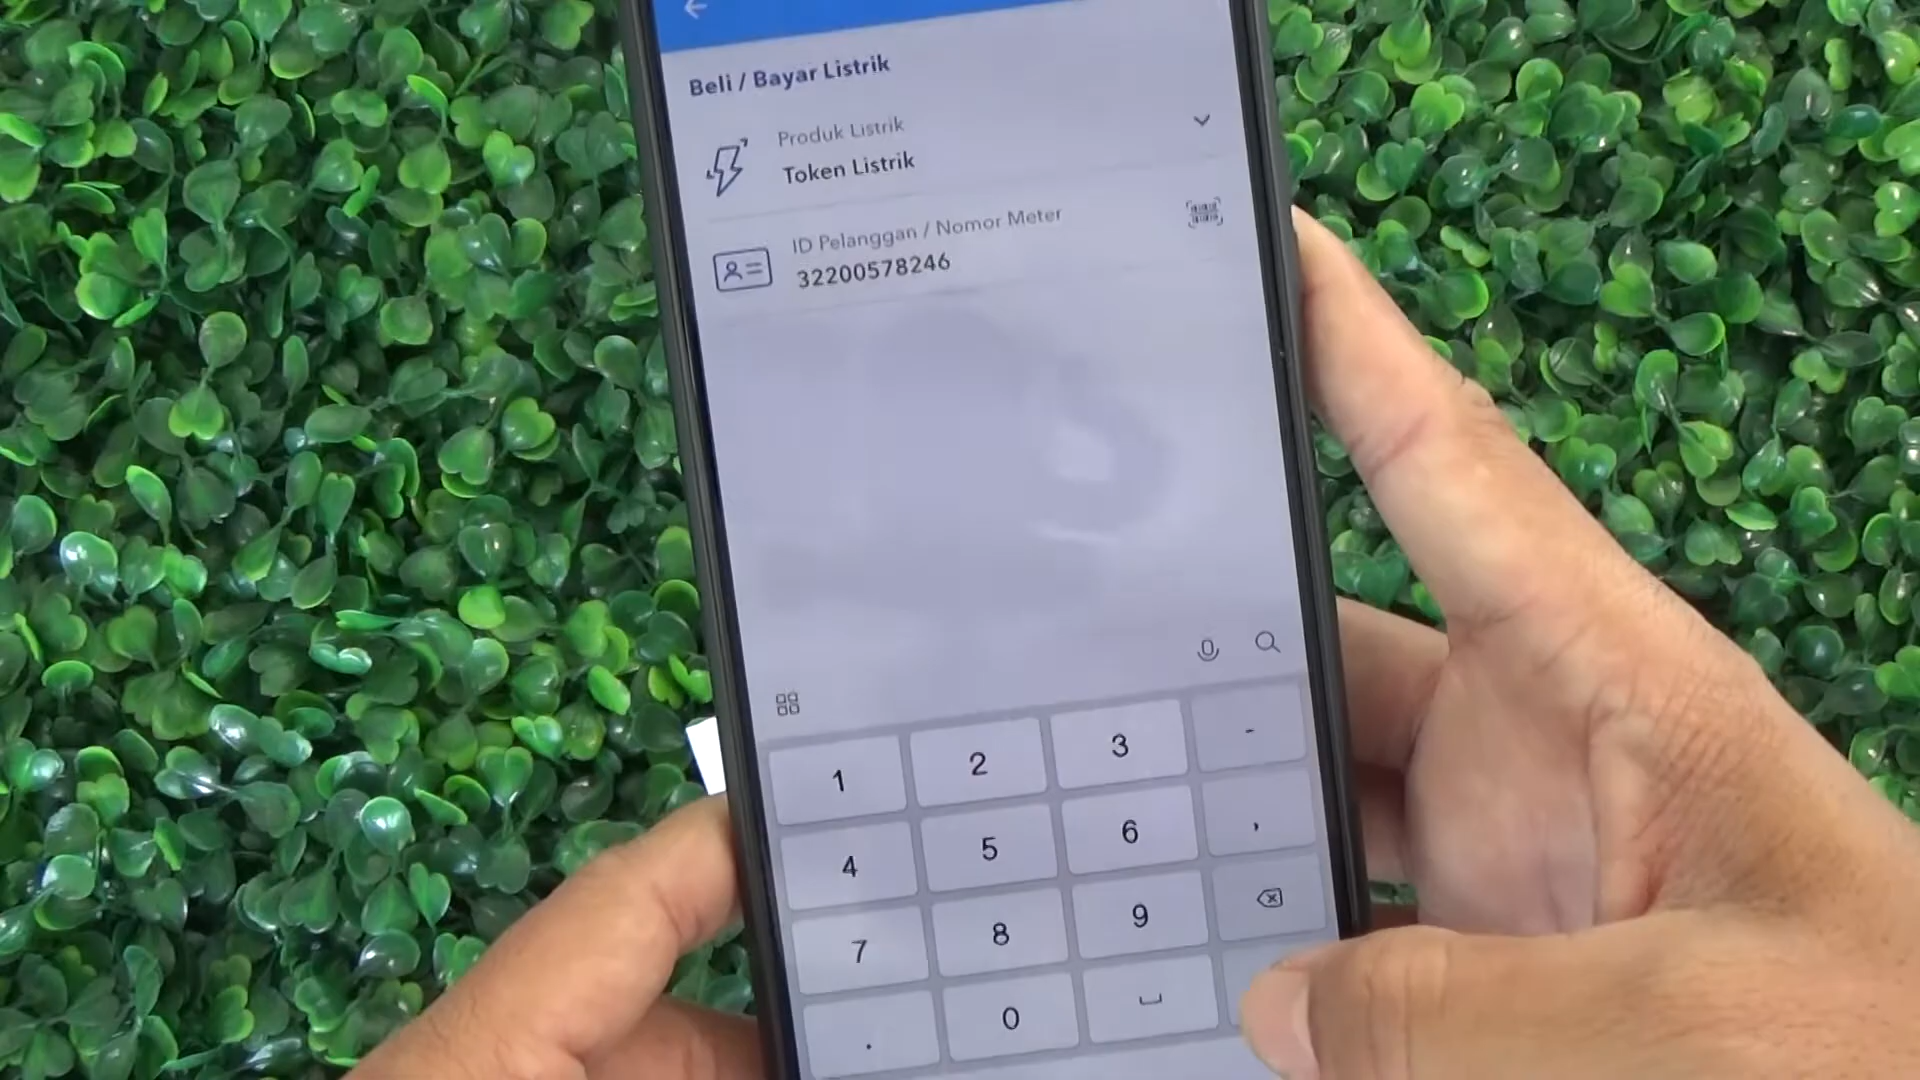 Beli / Bayar Listrik
Produk Listrik
Token Listrik
ID Pelanggan / Nomor Meter
32200578246
1 2 3 -
4 5 6 ,
7 8 9
. 0